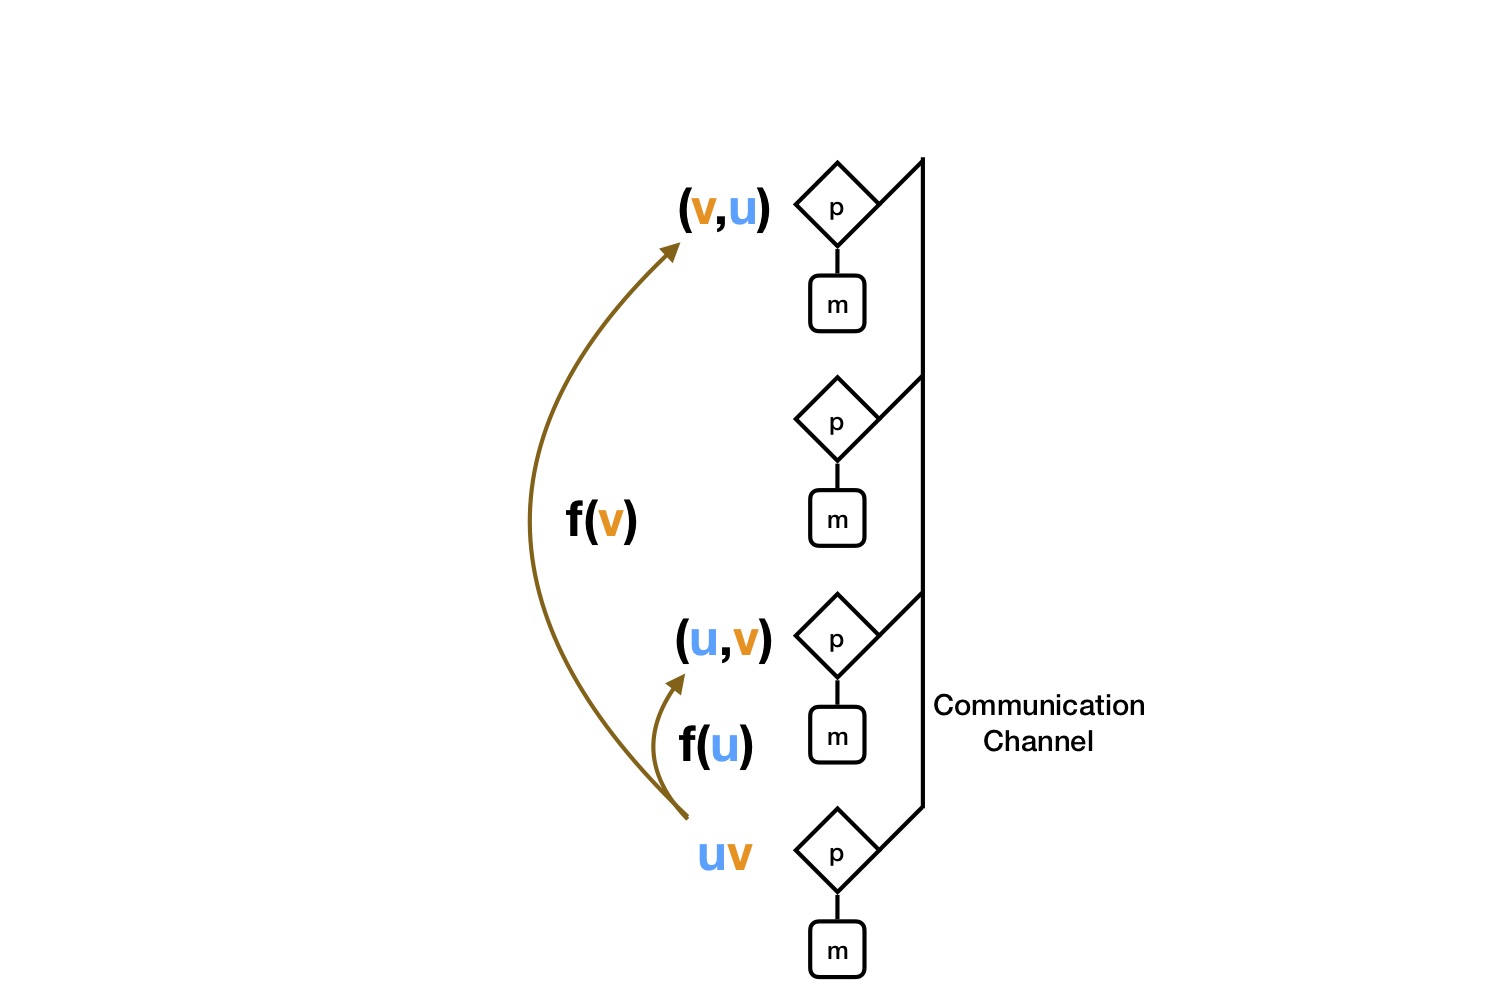 (v,u)
p
m
p
m
f(v)
(u,v)
p
m
f(u)
Communication
Channel
uv
p
m